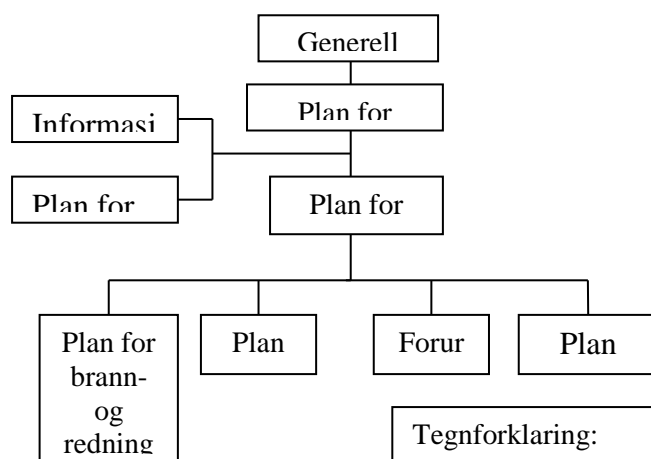 Generell
Plan for
Informasj
Plan for
Plan for
Plan for
brann-
og
redning
Plan
Forur
Plan
Tegnforklaring: